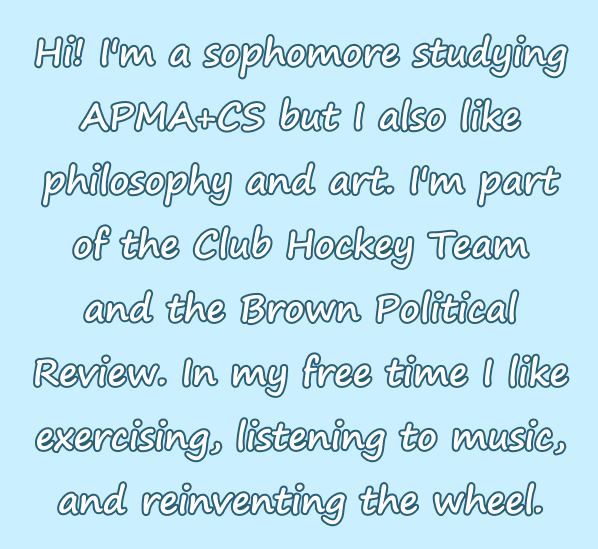 Hi! I'm a sophomore studying
APMA+CS but I also like
philosophy and art. I'm part
of the Club Hockey Team
and the Brown Political
Review. In my free time I like
exercising, listening to music,
and reinventing the wheel.